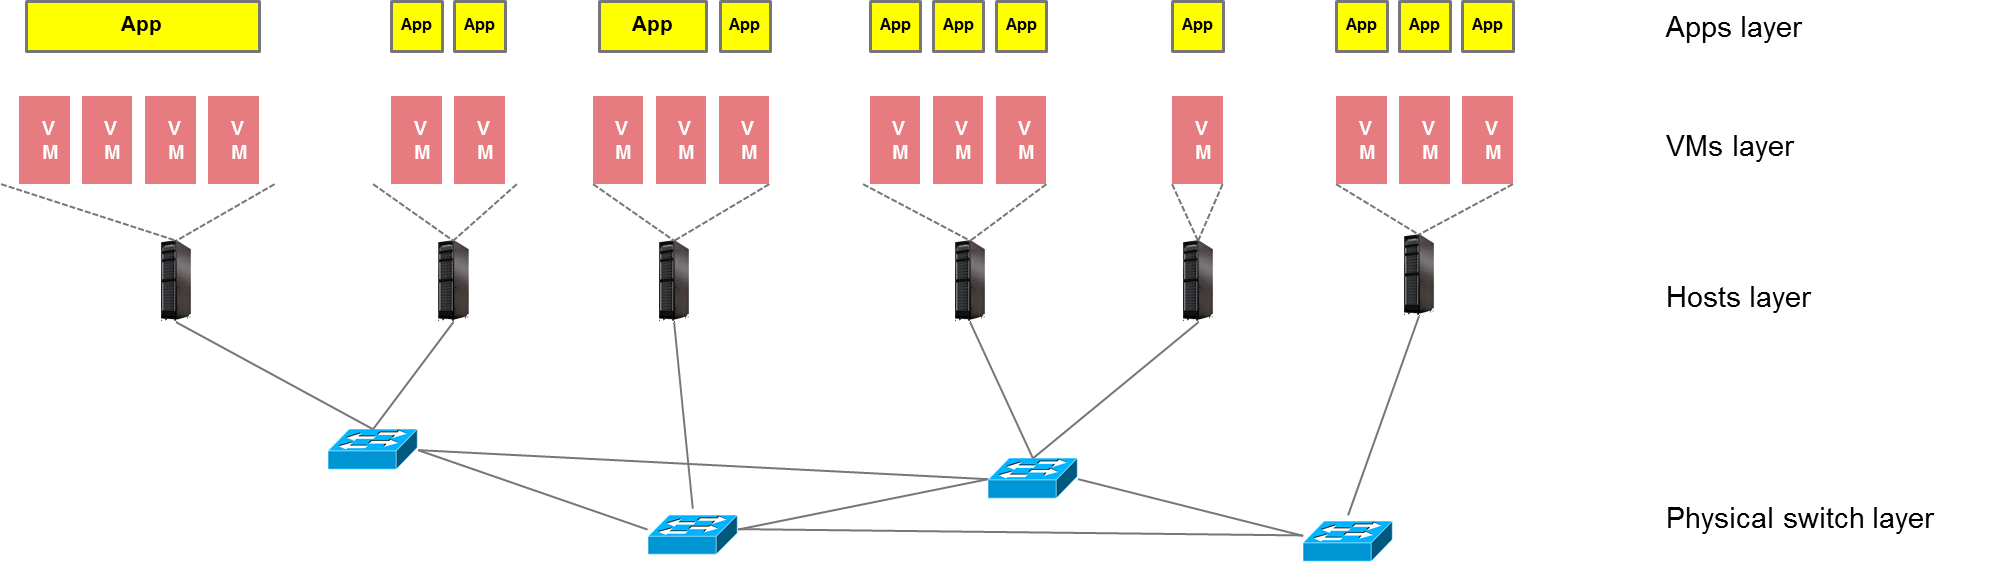 App App App App App App App App App App App App Apps layer
V V V V V V V V V V V V V V V V
M M M M M M M M M M M M M M M M
VMs layer
Hosts layer
Physical switch layer